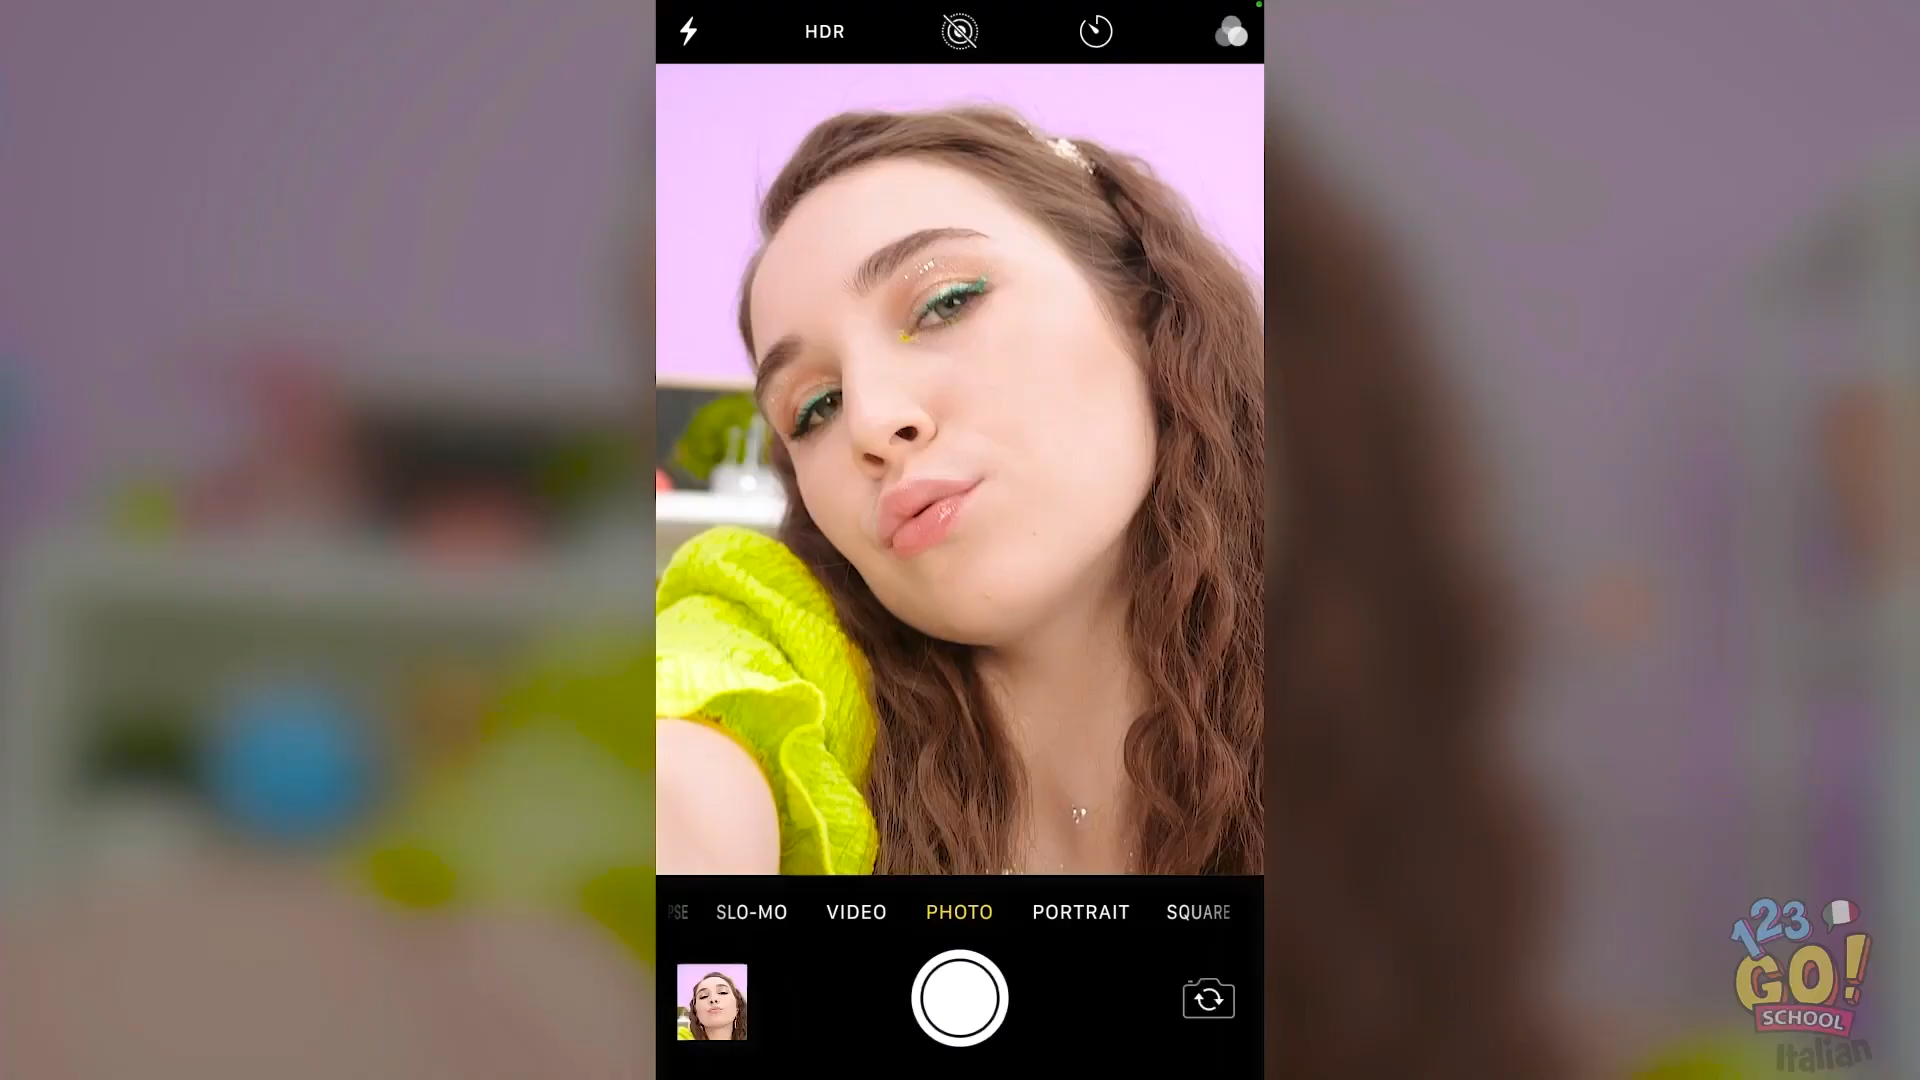 HDR
PSE SLO-MO VIDEO PHOTO PORTRAIT SQUARE
123
GO!
SCHOOL
Italian